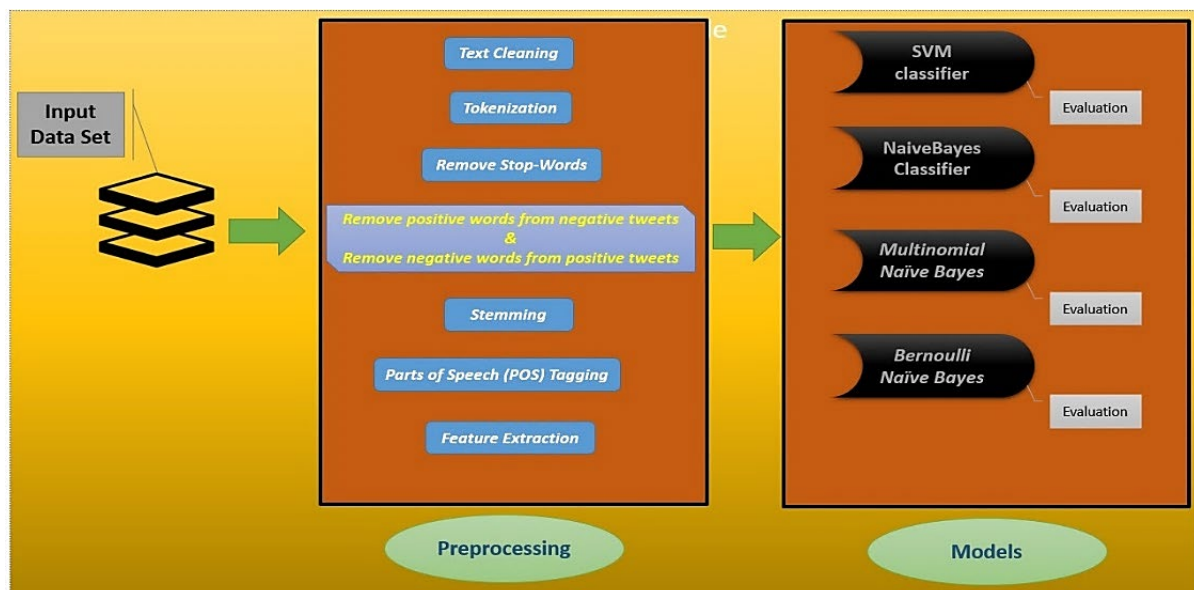 Input
Data Set
Text Cleaning
Tokenization
Remove Stop-Words
Remove positive words from negative tweets
&
Remove negative words from positive tweets
Stemming
Parts of Speech (POS) Tagging
Feature Extraction
Preprocessing
SVM
classifier
Evaluation
NaiveBayes
Classifier
Evaluation
Multinomial
Naïve Bayes
Evaluation
Bernoulli
Naïve Bayes
Evaluation
Models